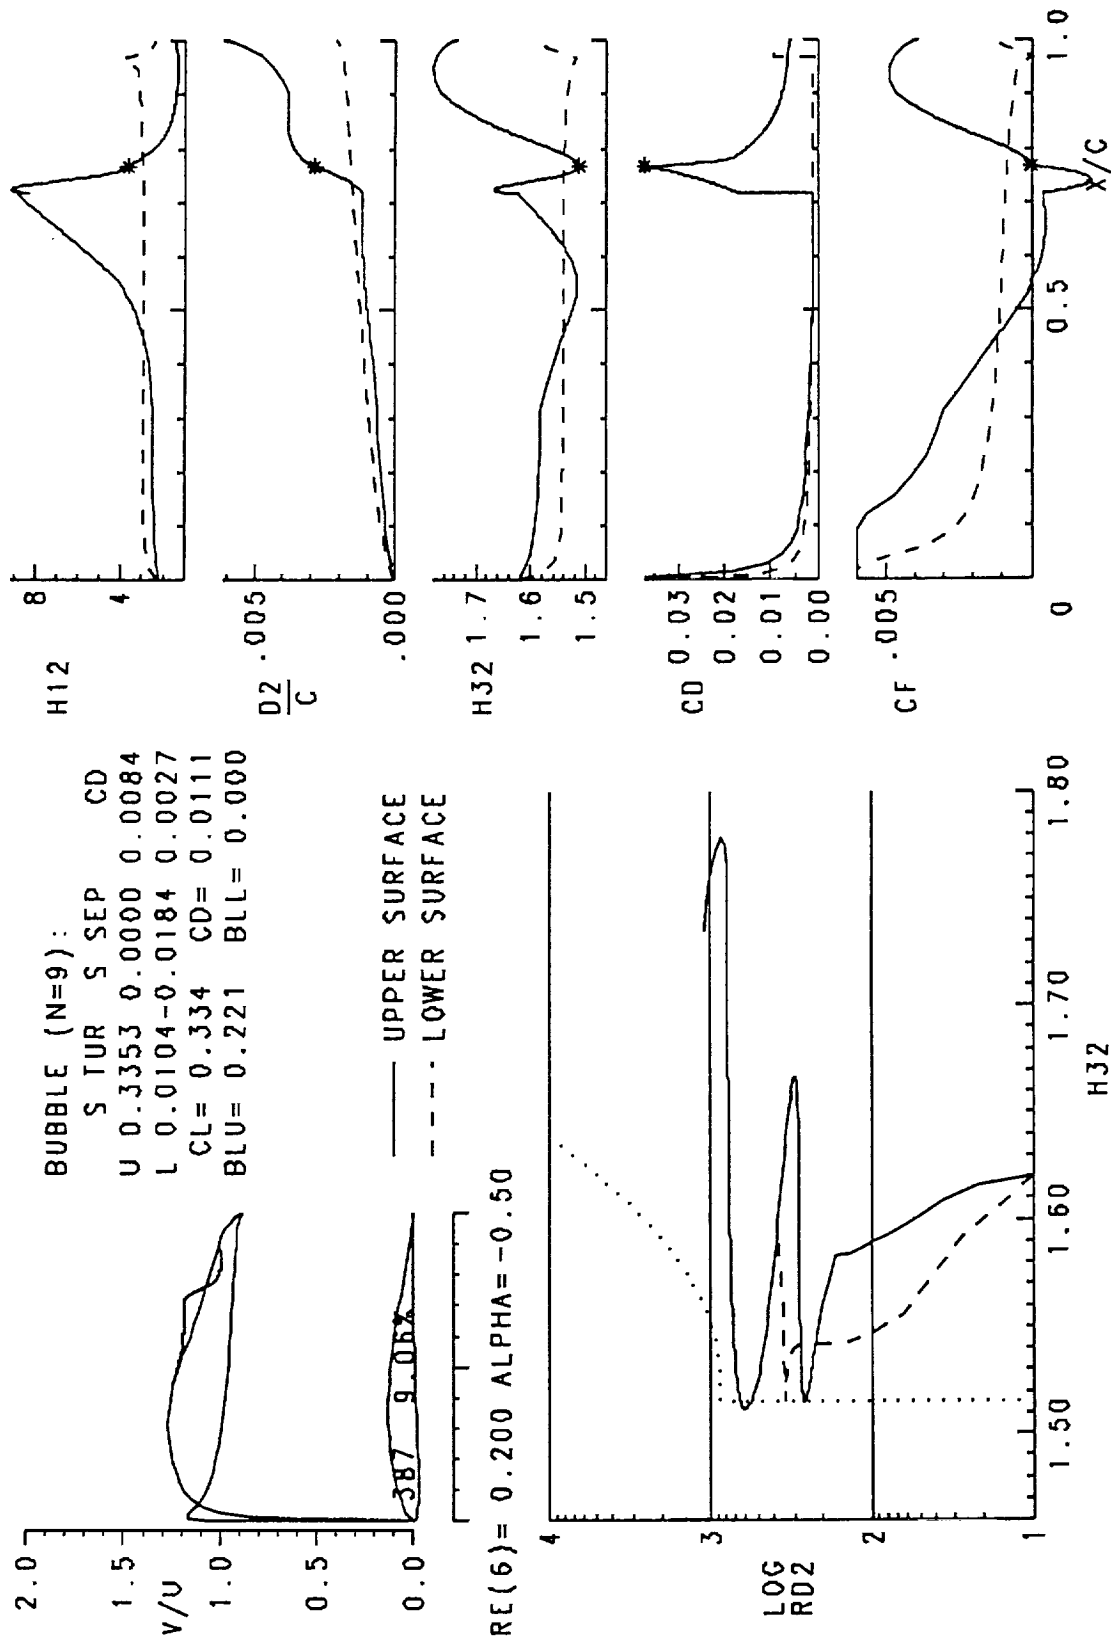 2.0
1.5
V/U
1.0
0.5
0.0
387 9.06%
RE(6)= 0.200 ALPHA=-0.50
BUBBLE (N=9):
S TUR S SEP CD
U 0.3353 0.0000 0.0084
L 0.0104-0.0184 0.0027
CL= 0.334 CD= 0.0111
BLU= 0.221 BLL= 0.000
UPPER SURFACE
LOWER SURFACE
4
3
LOG
RD2
2
1
1.50
1.60
1.70
1.80
H32
H12
8
4
D2
C
.005
.000
H32
1.7
1.6
1.5
CD
0.03
0.02
0.01
0.00
CF
.005
0
0.5
X/C
1.0